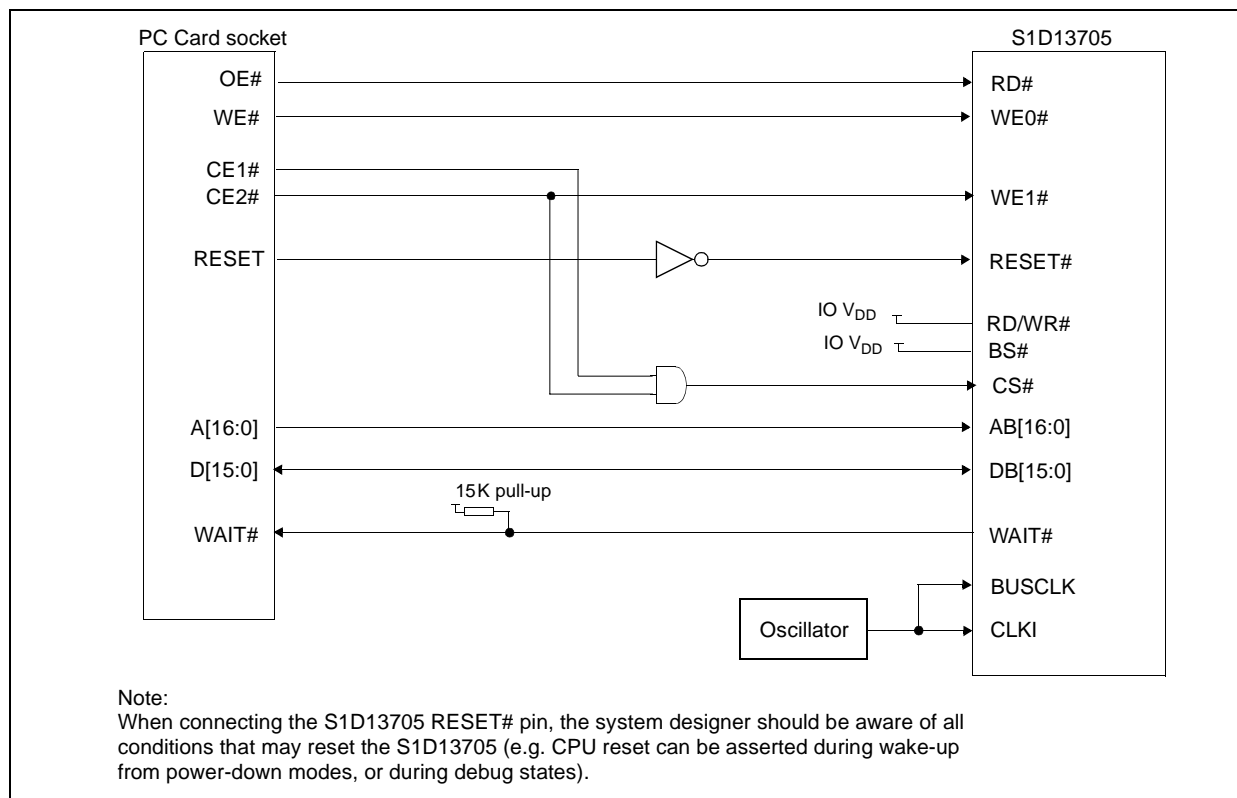 PC Card socket
S1D13705
OE#
RD#
WE#
WE0#
CE1#
CE2#
WE1#
RESET
RESET#
IO VDD
RD/WR#
IO VDD
BS#
CS#
A[16:0]
AB[16:0]
D[15:0]
DB[15:0]
15K pull-up
WAIT#
WAIT#
BUSCLK
Oscillator
CLKI
Note:
When connecting the S1D13705 RESET# pin, the system designer should be aware of all
conditions that may reset the S1D13705 (e.g. CPU reset can be asserted during wake-up
from power-down modes, or during debug states).